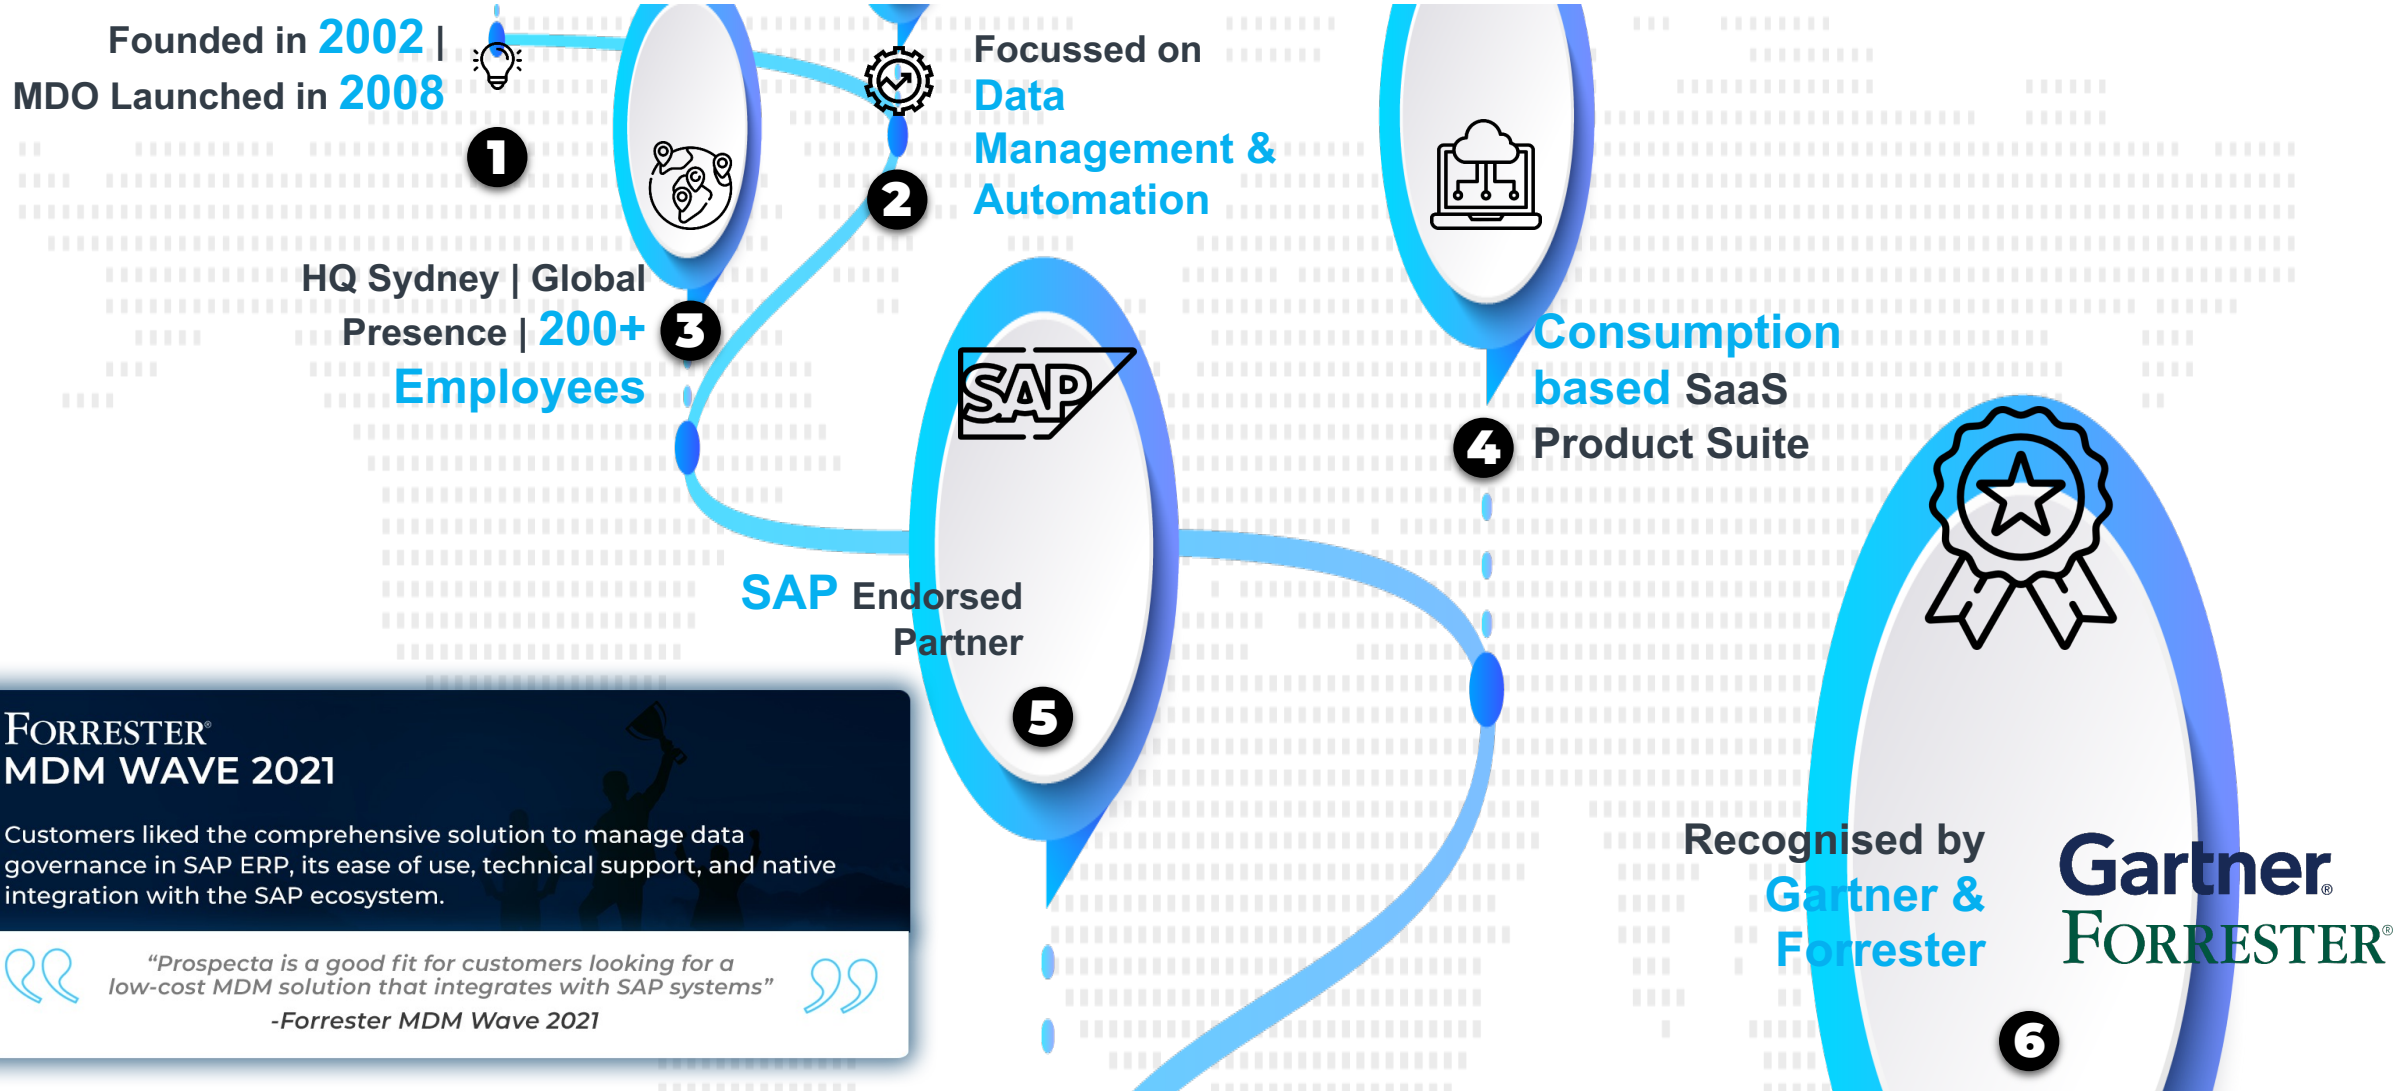 Founded in 2002 |
MDO Launched in 2008
1
Focussed on
Data
Management &
Automation
2
HQ Sydney | Global
Presence | 200+
Employees
3
Consumption
based SaaS
Product Suite
4
SAP
SAP Endorsed
Partner
5
Recognised by
Gartner &
Forrester
Gartner®
FORRESTER®
6
FORRESTER®
MDM WAVE 2021
Customers liked the comprehensive solution to manage data
governance in SAP ERP, its ease of use, technical support, and native
integration with the SAP ecosystem.
“Prospecta is a good fit for customers looking for a
low-cost MDM solution that integrates with SAP systems”
-Forrester MDM Wave 2021